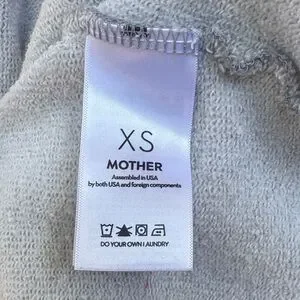 XS
MOTHER
Assembled in USA
by both USA and foreign components
DO YOUR OWN LAUNDRY